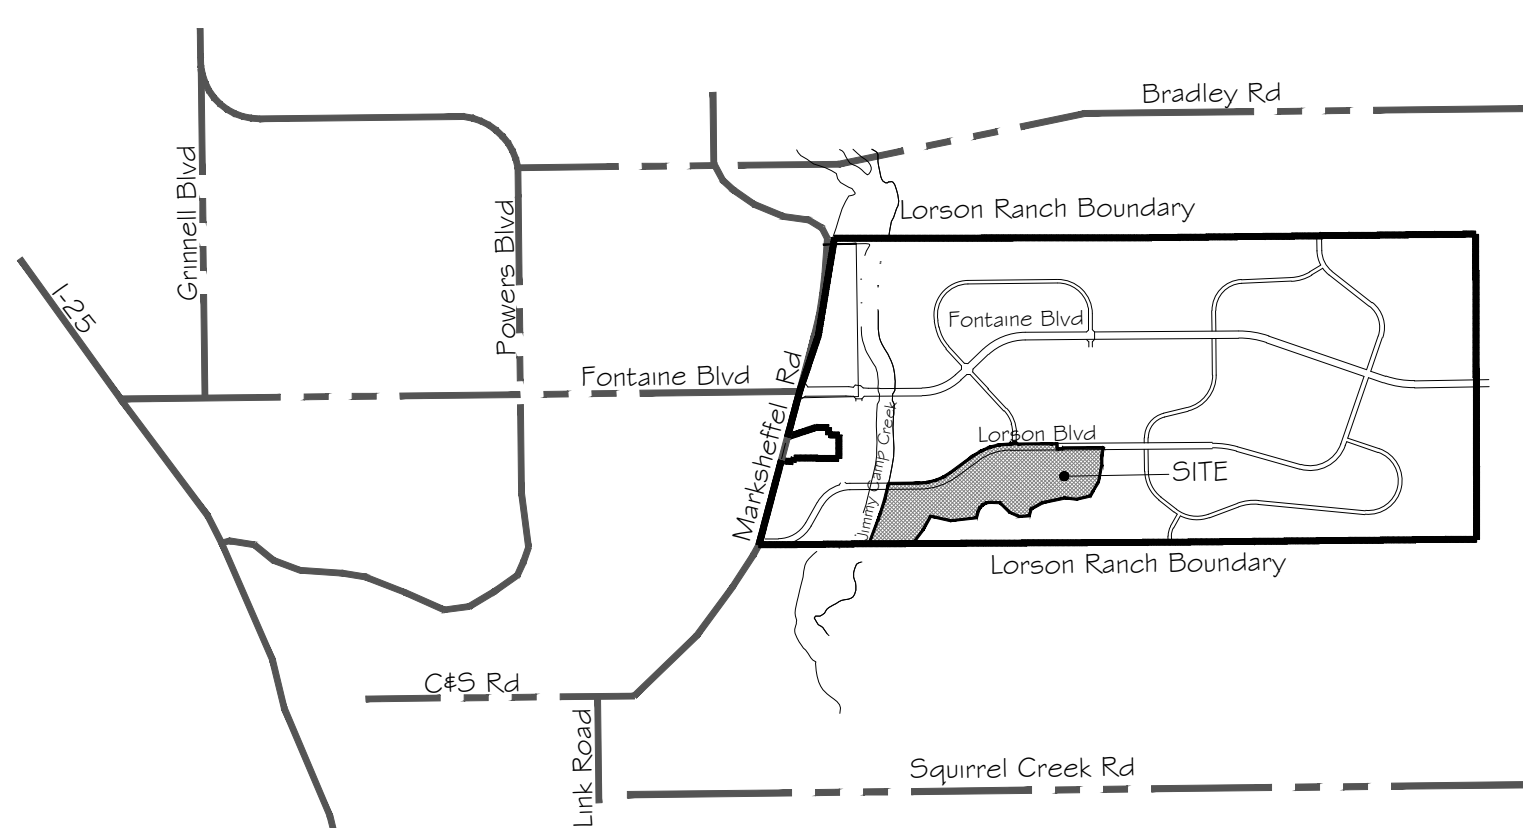 Bradley Rd
Grinnell Blvd
Lorson Ranch Boundary
Powers Blvd
I-25
Fontaine Blvd
Fontaine Blvd
Marksheffel Rd
Jimmy Camp Creek
Lorson Blvd
SITE
Lorson Ranch Boundary
C&S Rd
Link Road
Squirrel Creek Rd